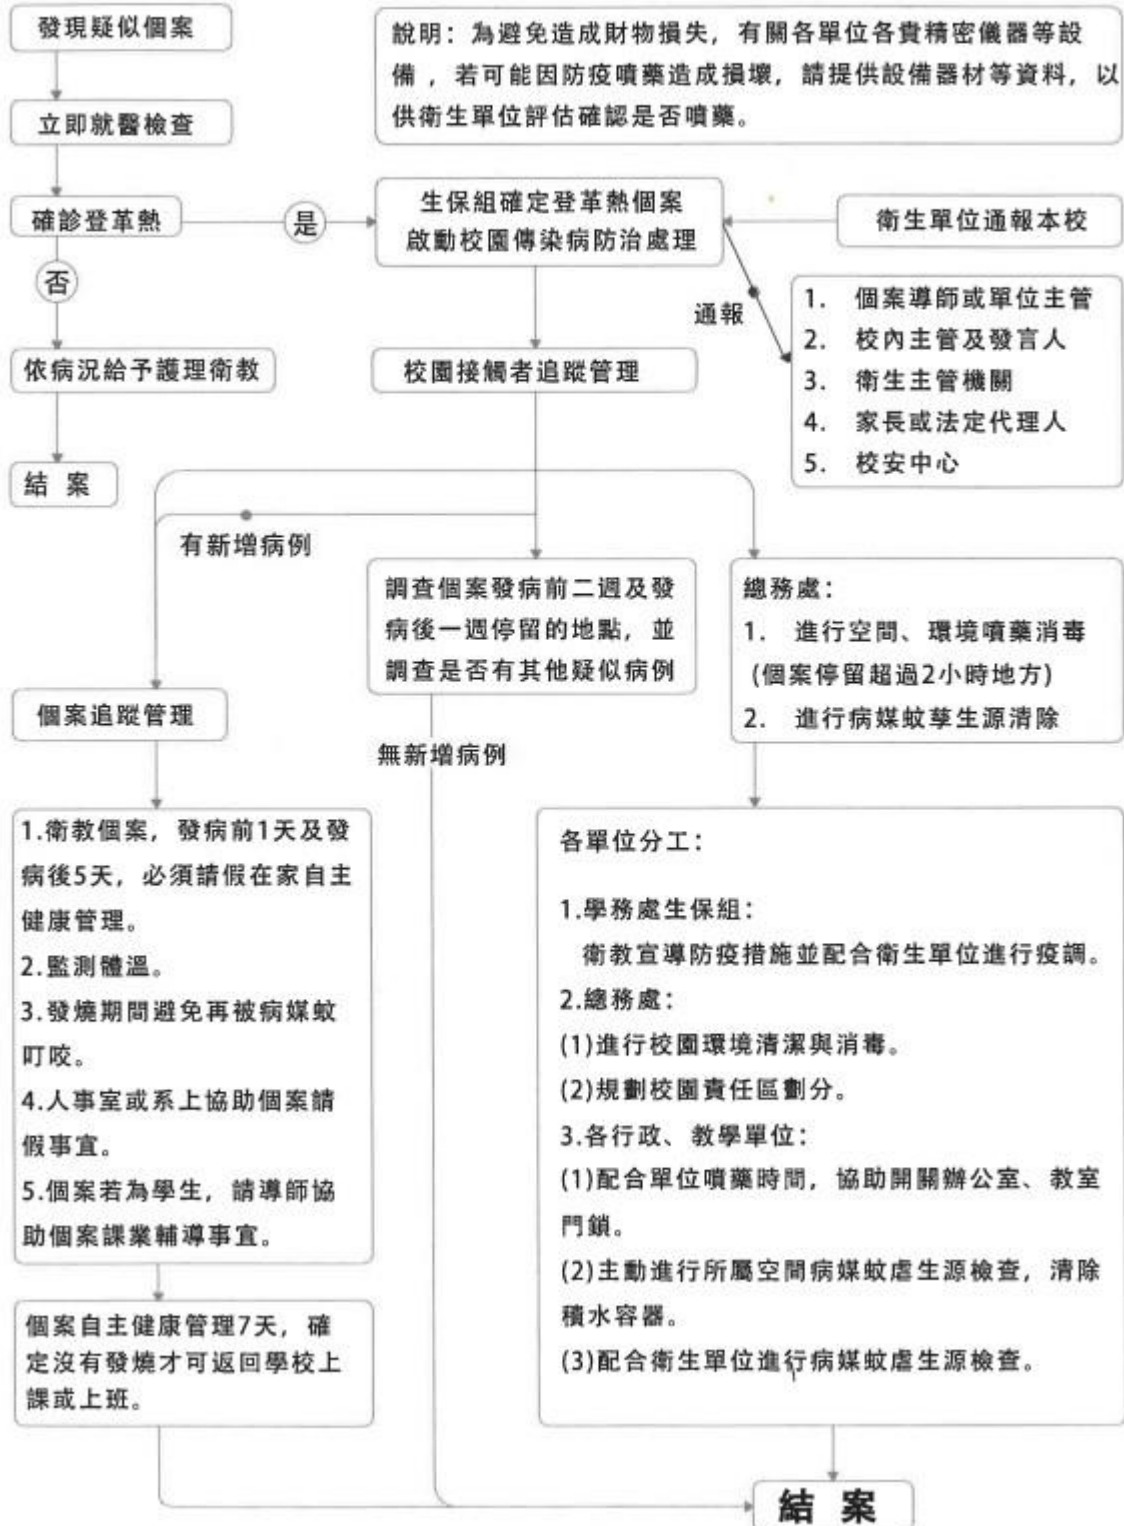 發現疑似個案
立即就醫檢查
確診登革熱
是
否
依病況給予護理衛教
結 案
說明：為避免造成財物損失，有關各單位各貴精密儀器等設
備 ，若可能因防疫噴藥造成損壞，請提供設備器材等資料，以
供衛生單位評估確認是否噴藥。
生保組確定登革熱個案
啟動校園傳染病防治處理
衛生單位通報本校
通報
1. 個案導師或單位主管
2. 校內主管及發言人
3. 衛生主管機關
4. 家長或法定代理人
5. 校安中心
校園接觸者追蹤管理
有新增病例
調查個案發病前二週及發
病後一週停留的地點，並
調查是否有其他疑似病例
無新增病例
總務處：
1. 進行空間、環境噴藥消毒
(個案停留超過2小時地方)
2. 進行病媒蚊孳生源清除
個案追蹤管理
1.衛教個案，發病前1天及發
病後5天，必須請假在家自主
健康管理。
2.監測體溫。
3.發燒期間避免再被病媒蚊
叮咬。
4.人事室或系上協助個案請
假事宜。
5.個案若為學生，請導師協
助個案課業輔導事宜。
個案自主健康管理7天，確
定沒有發燒才可返回學校上
課或上班。
各單位分工：
1.學務處生保組：
衛教宣導防疫措施並配合衛生單位進行疫調。
2.總務處：
(1)進行校園環境清潔與消毒。
(2)規劃校園責任區劃分。
3.各行政、教學單位：
(1)配合單位噴藥時間，協助開關辦公室、教室
門鎖。
(2)主動進行所屬空間病媒蚊虐生源檢查，清除
積水容器。
(3)配合衛生單位進行病媒蚊虐生源檢查。
結 案